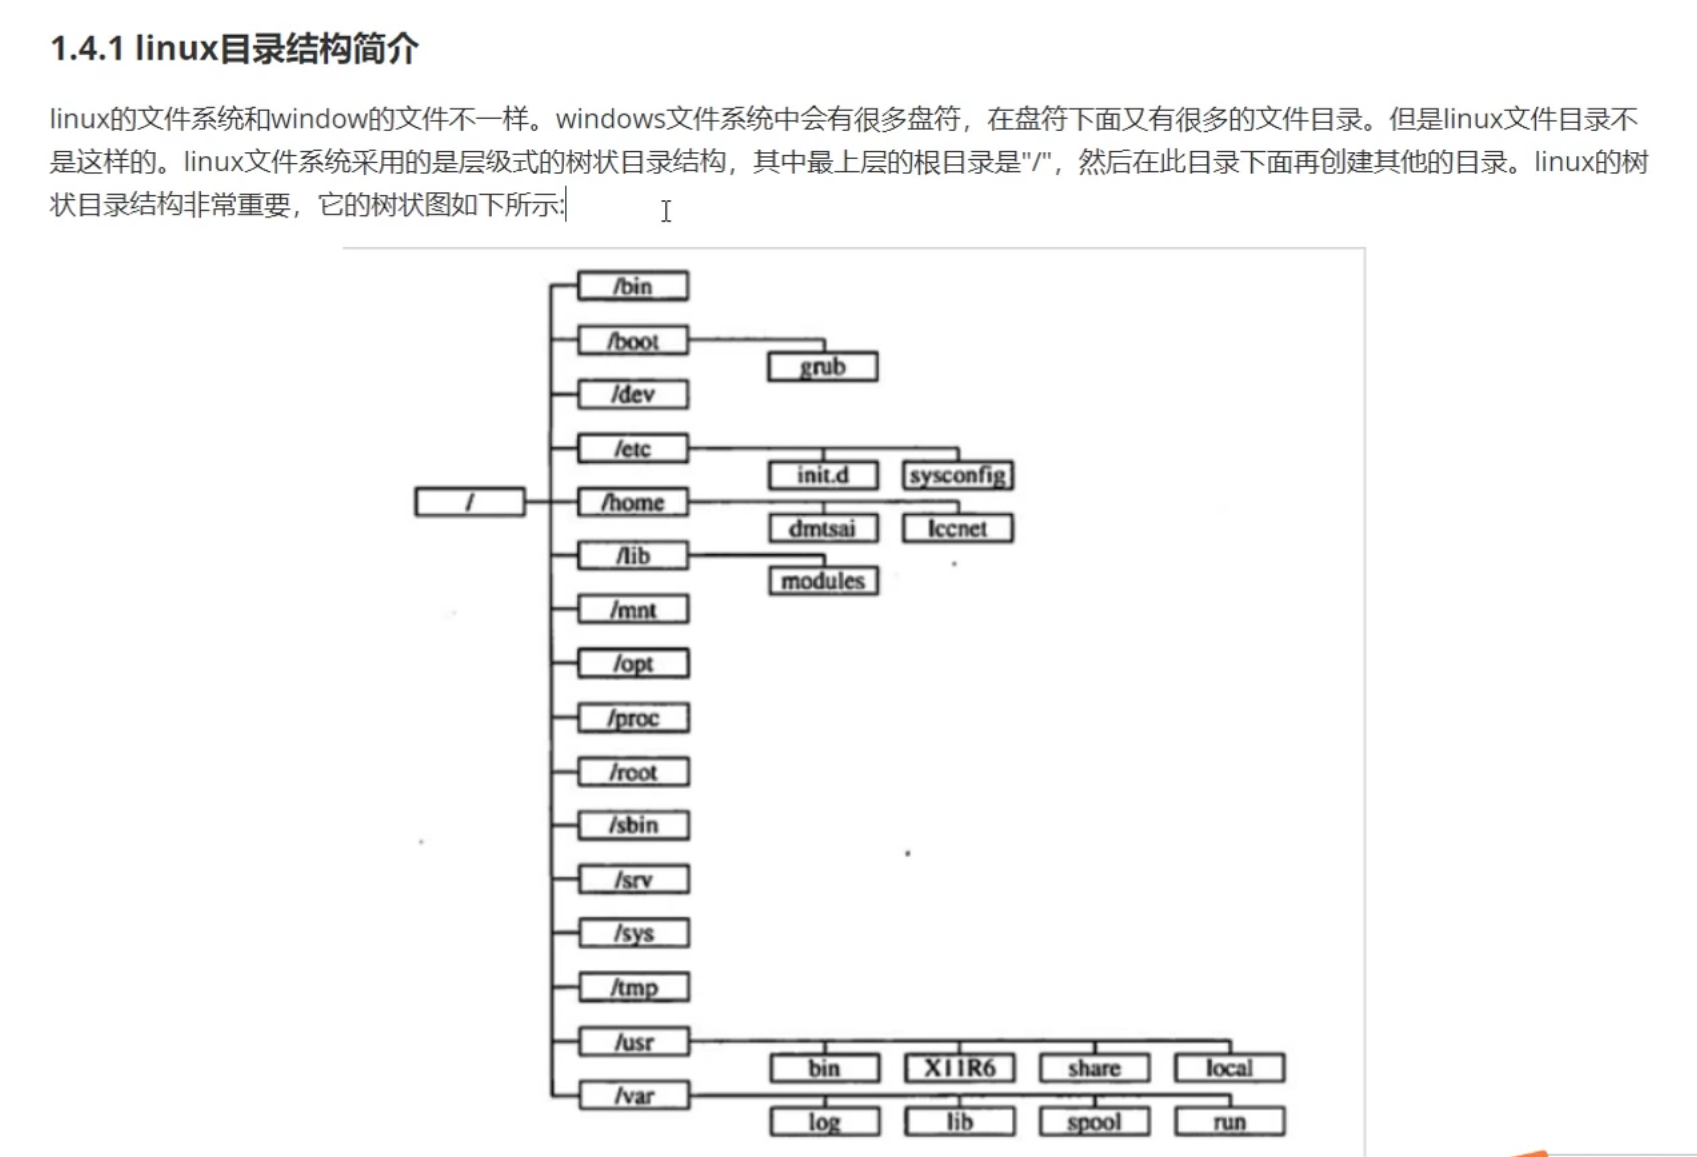 1.4.1 linux目录结构简介
linux的文件系统和window的文件不一样。windows文件系统中会有很多盘符，在盘符下面又有很多的文件目录。但是linux文件目录不
是这样的。linux文件系统采用的是层级式的树状目录结构，其中最上层的根目录是"/"，然后在此目录下面再创建其他的目录。linux的树
状目录结构非常重要，它的树状图如下所示:
/bin
/boot
grub
/dev
/etc
init.d sysconfig
/ /home
dmtsai lccnet
/lib
modules
/mnt
/opt
/proc
/root
/sbin
/srv
/sys
/tmp
/usr
bin X11R6 share local
/var
log lib spool run